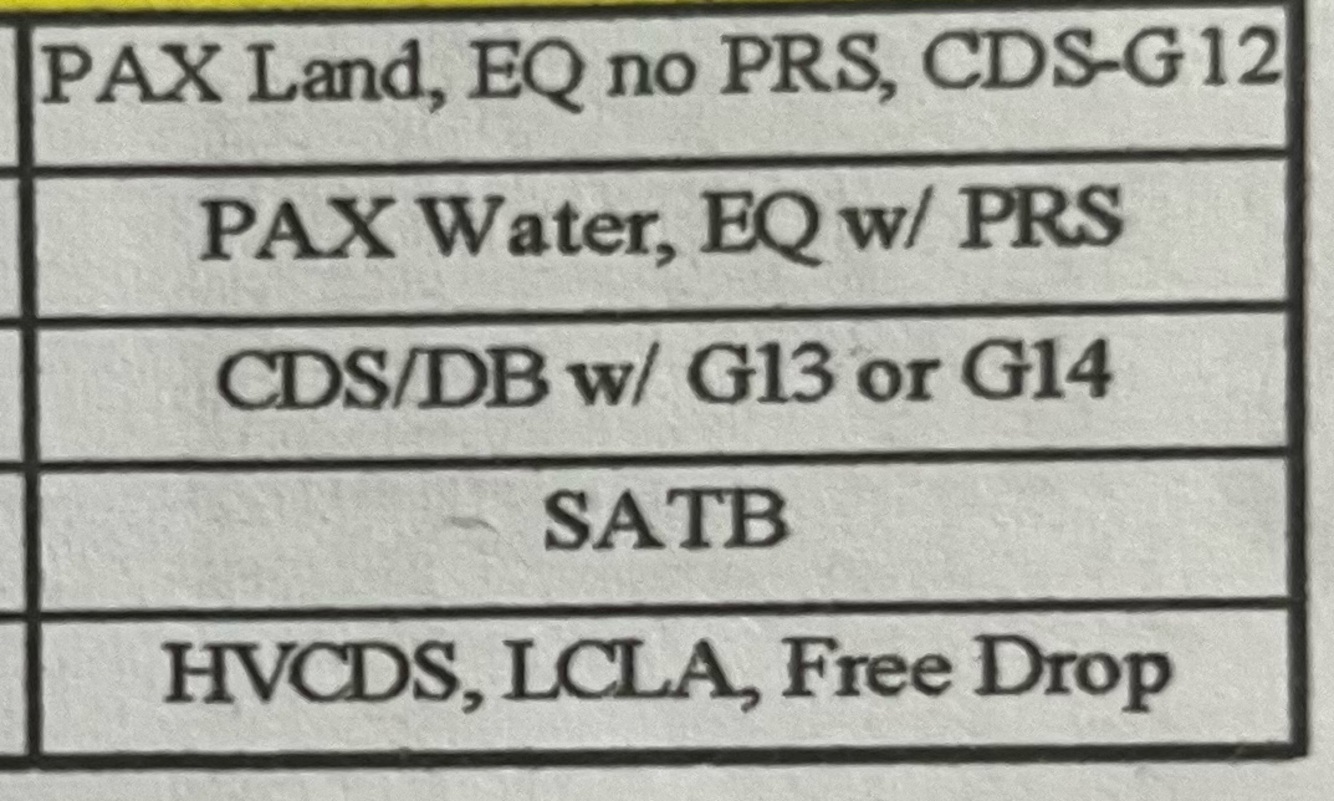 PAX Land, EQ no PRS, CDS-G12
PAX Water, EQ w/ PRS
CDS/DB w/ G13 or G14
SATB
HVCDS, LCLA, Free Drop